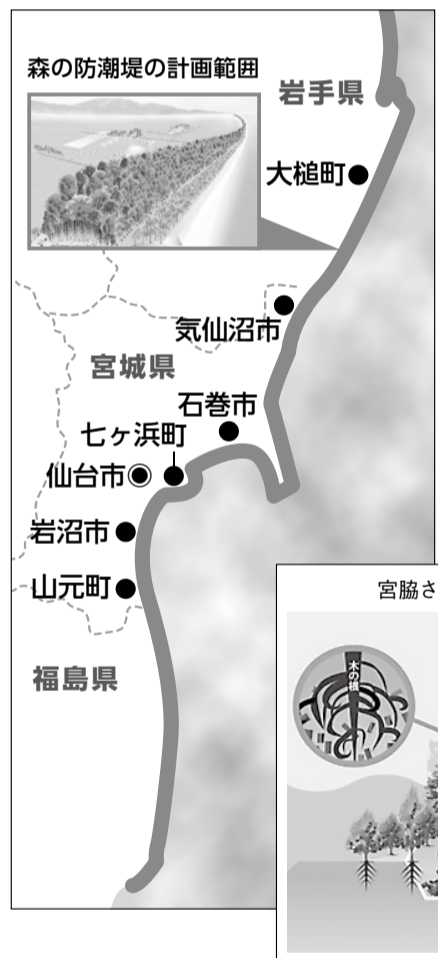 森の防潮堤の計画範囲
岩手県
大槌町
気仙沼市
宮城県
石巻市
七ヶ浜町
仙台市
岩沼市
山元町
福島県
宮脇さ
木の根